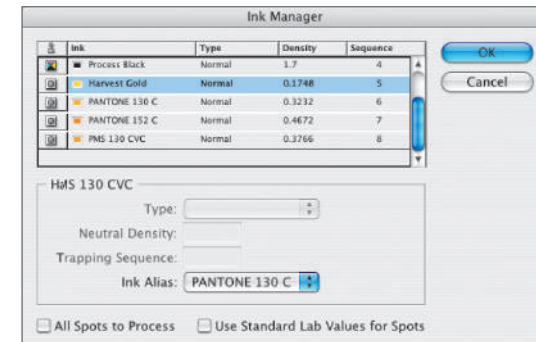 Ink Manager
Ink Type Density Sequence
Process Black Normal 1.7 4
Harvest Gold Normal 0.1748 5
PANTONE 130 C Normal 0.3232 6
PANTONE 152 C Normal 0.4672 7
PMS 130 CVC Normal 0.3766 8
OK
Cancel
130 CVC
Type:
Neutral Density:
Trapping Sequence:
Ink Alias: PANTONE 130 C
All Spots to Process Use Standard Lab Values for Spots